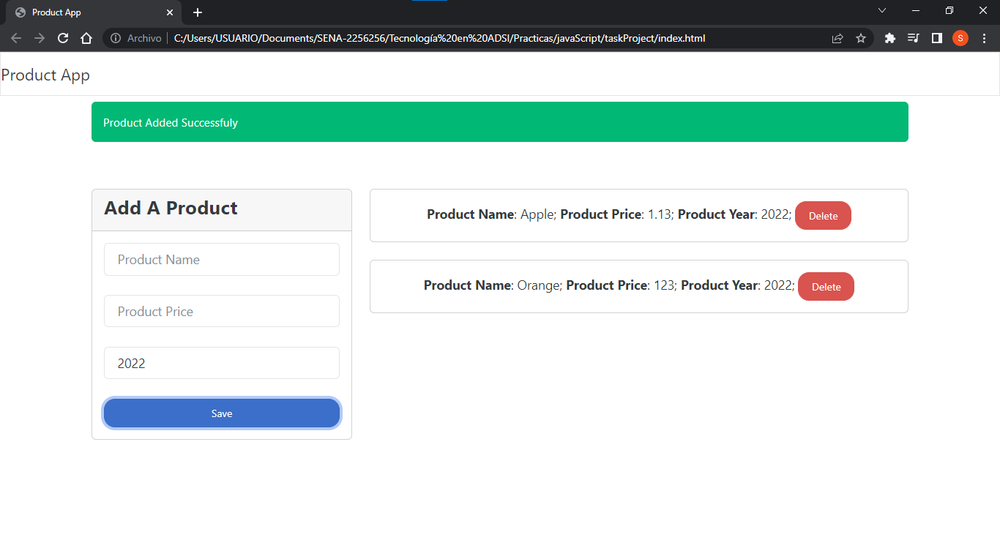 Product App
Archivo | C:/Users/USUARIO/Documents/SENA-2256256/Tecnología%20en%20ADSI/Practicas/javaScript/taskProject/index.html
S
Product App
Product Added Successfuly
Add A Product
Product Name
Product Price
2022
Save
Product Name: Apple; Product Price: 1.13; Product Year: 2022; Delete
Product Name: Orange; Product Price: 123; Product Year: 2022; Delete